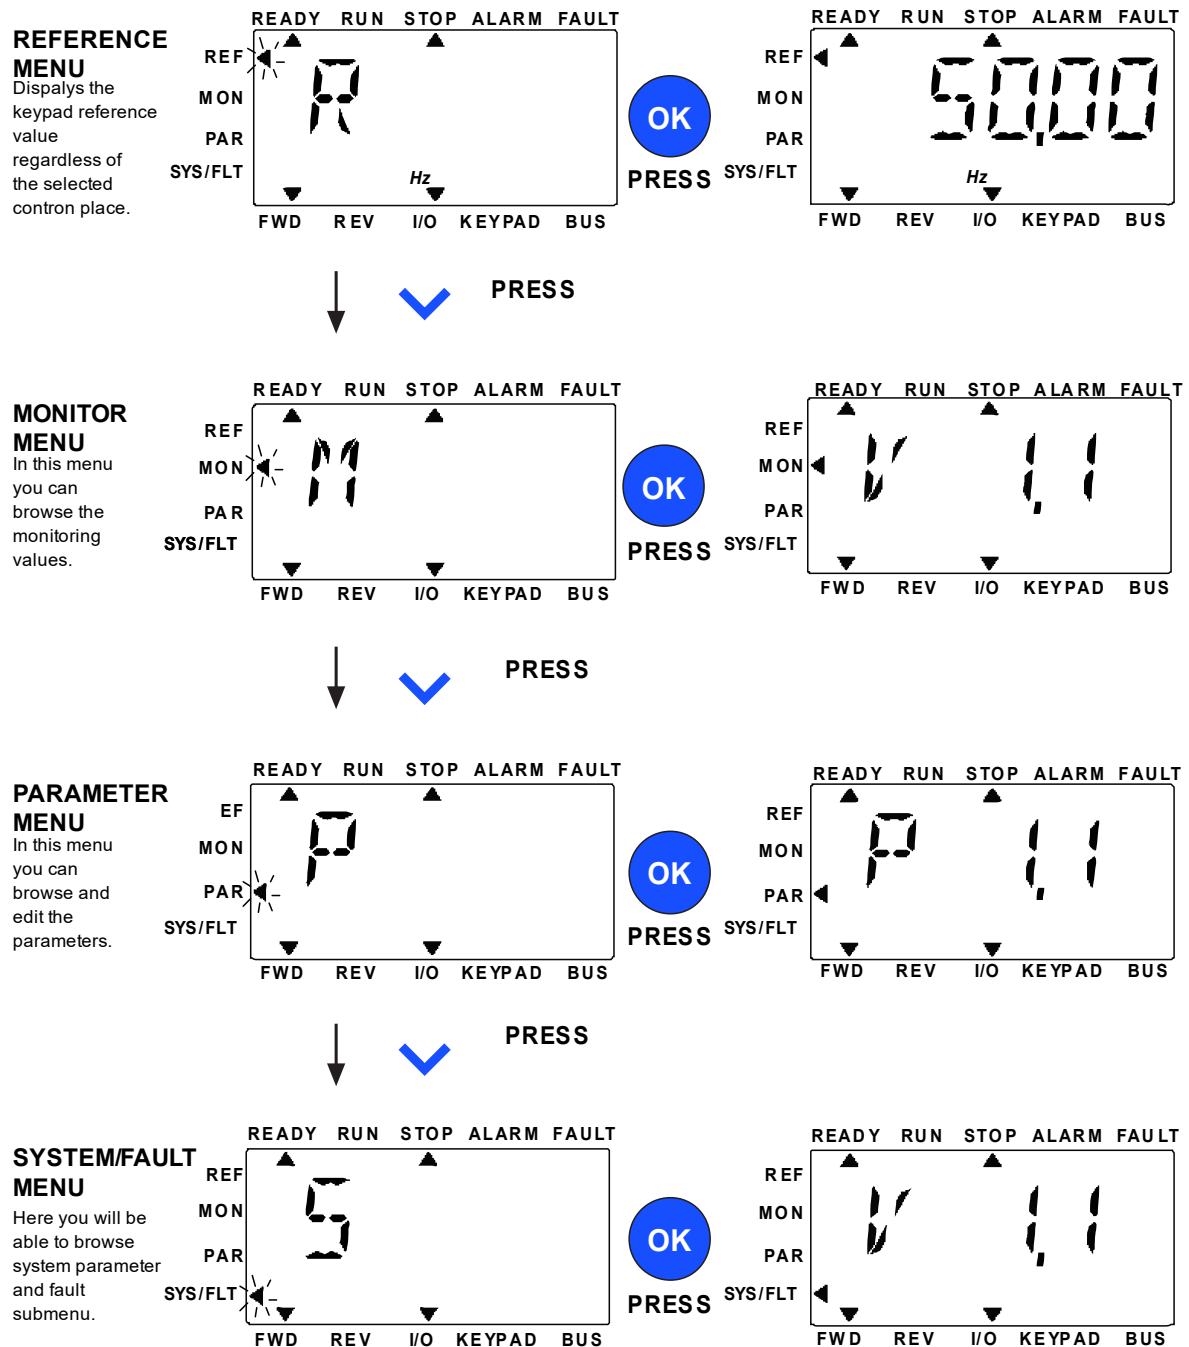 REFERENCE
MENU
Dispalys the
keypad reference
value
regardless of
the selected
contron place.
READY RUN STOP ALARM FAULT
REF
MON
PAR
SYS/FLT
R
Hz
FWD REV I/O KEYPAD BUS
OK
PRESS
READY RUN STOP ALARM FAULT
REF
MON
PAR
SYS/FLT
50,00
Hz
FWD REV I/O KEYPAD BUS
PRESS
MONITOR
MENU
In this menu
you can
browse the
monitoring
values.
READY RUN STOP ALARM FAULT
REF
MON
PAR
SYS/FLT
M
FWD REV I/O KEYPAD BUS
OK
PRESS
READY RUN STOP ALARM FAULT
REF
MON
PAR
SYS/FLT
V 1,1
FWD REV I/O KEYPAD BUS
PRESS
PARAMETER
MENU
In this menu
you can
browse and
edit the
parameters.
READY RUN STOP ALARM FAULT
EF
MON
PAR
SYS/FLT
P
FWD REV I/O KEYPAD BUS
OK
PRESS
READY RUN STOP ALARM FAULT
REF
MON
PAR
SYS/FLT
P 1,1
FWD REV I/O KEYPAD BUS
PRESS
SYSTEM/FAULT
MENU
Here you will be
able to browse
system parameter
and fault
submenu.
READY RUN STOP ALARM FAULT
REF
MON
PAR
SYS/FLT
S
FWD REV I/O KEYPAD BUS
OK
PRESS
READY RUN STOP ALARM FAULT
REF
MON
PAR
SYS/FLT
V 1,1
FWD REV I/O KEYPAD BUS